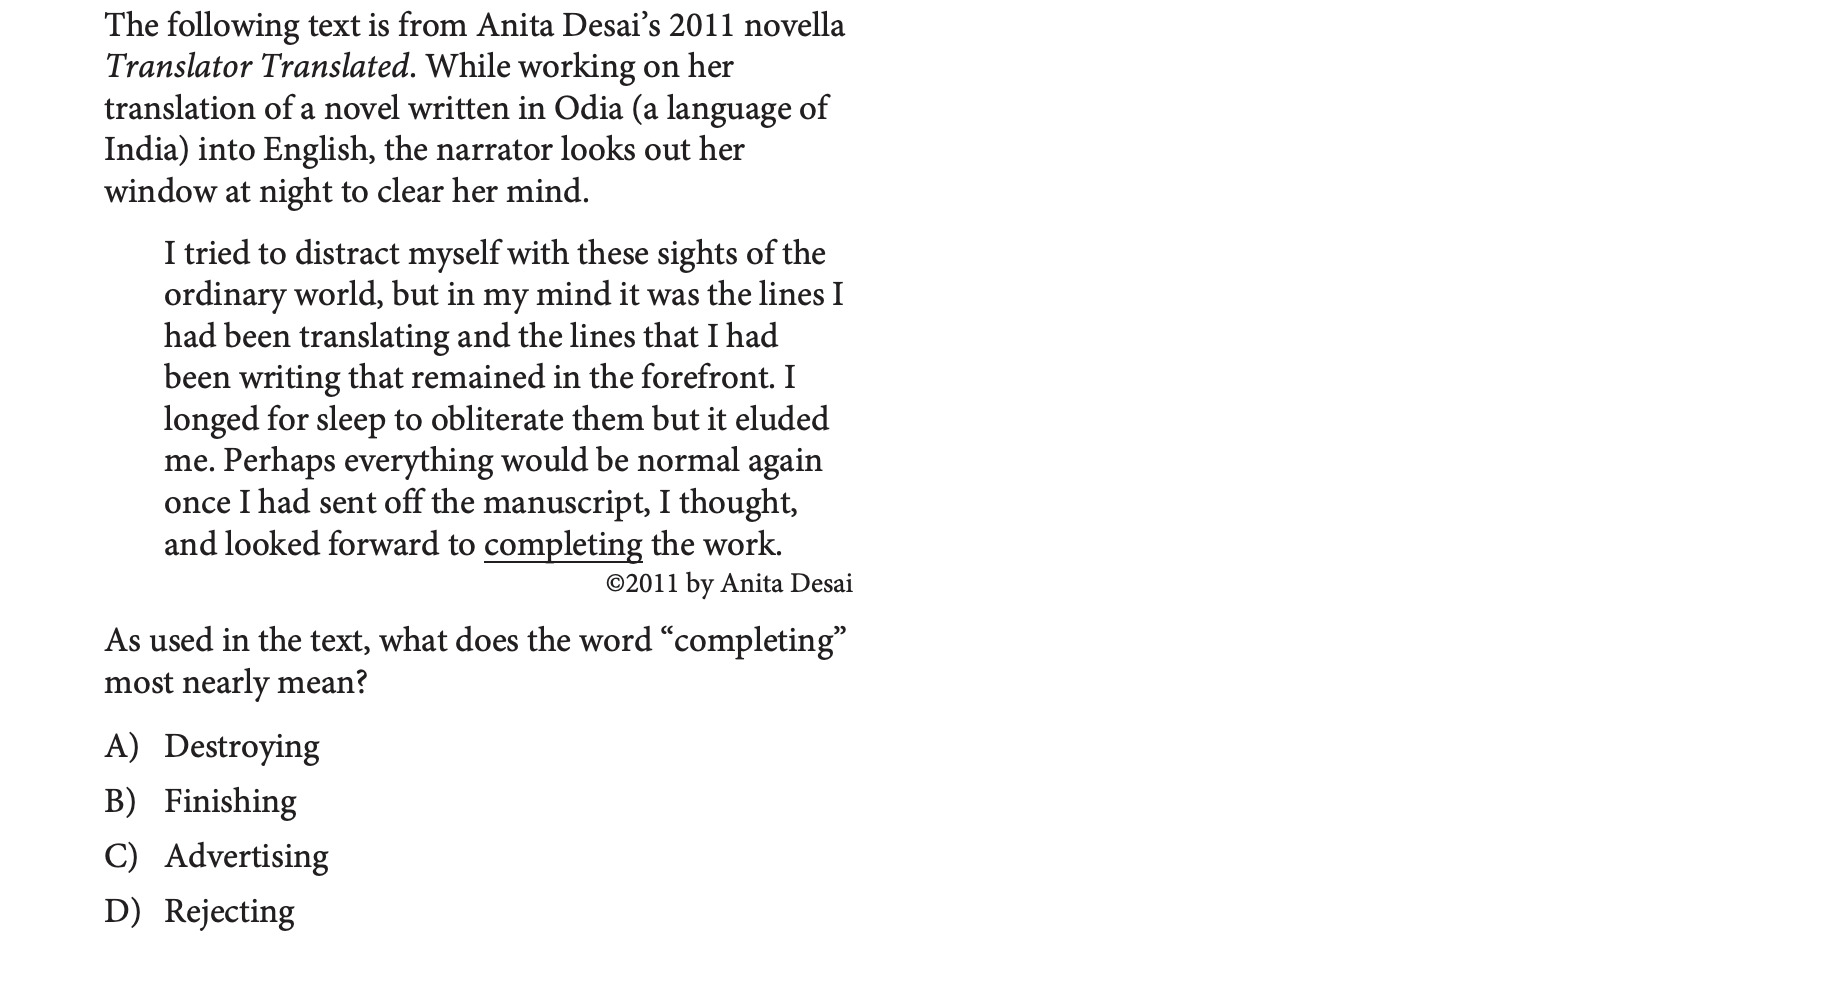 The following text is from Anita Desai’s 2011 novella
Translator Translated. While working on her
translation of a novel written in Odia (a language of
India) into English, the narrator looks out her
window at night to clear her mind.
I tried to distract myself with these sights of the
ordinary world, but in my mind it was the lines I
had been translating and the lines that I had
been writing that remained in the forefront. I
longed for sleep to obliterate them but it eluded
me. Perhaps everything would be normal again
once I had sent off the manuscript, I thought,
and looked forward to completing the work.
©2011 by Anita Desai
As used in the text, what does the word “completing”
most nearly mean?
A) Destroying
B) Finishing
C) Advertising
D) Rejecting